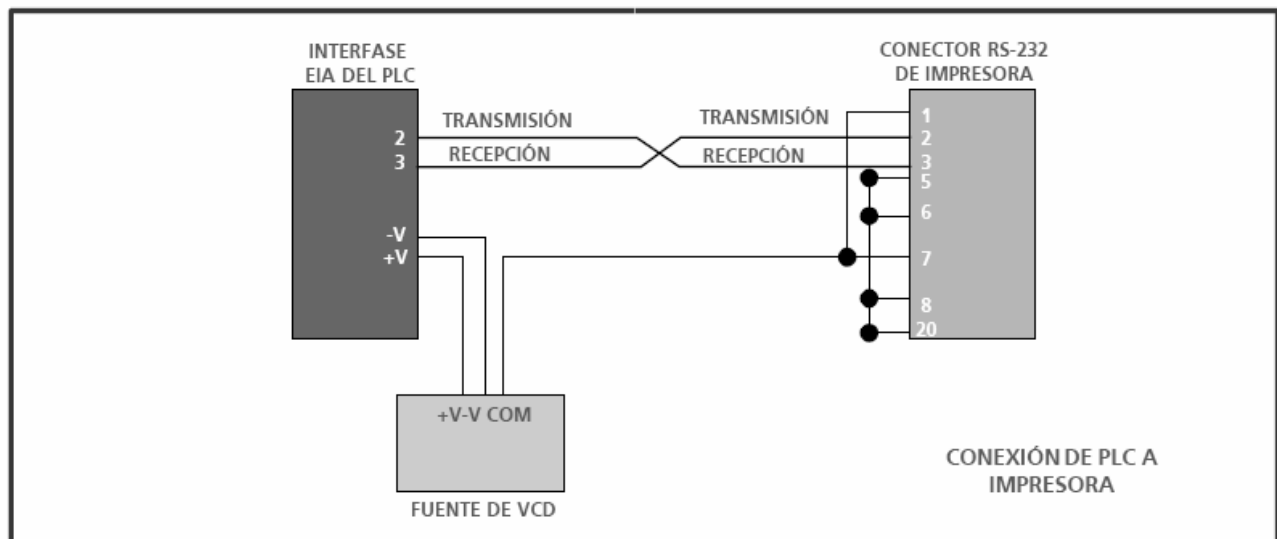 INTERFASE
EIA DEL PLC
CONECTOR RS-232
DE IMPRESORA
TRANSMISIÓN
TRANSMISIÓN
RECEPCIÓN
RECEPCIÓN
2
3
-V
+V
1
2
3
5
6
7
8
20
+V-V COM
FUENTE DE VCD
CONEXIÓN DE PLC A
IMPRESORA